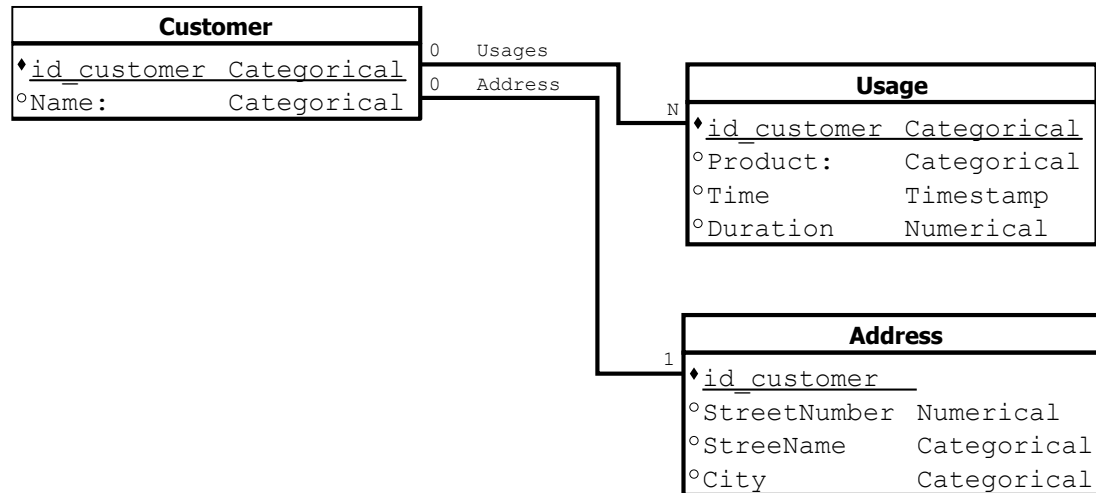 Customer
id_customer Categorical
Name: Categorical
0 Usages
0 Address
N
Usage
id_customer Categorical
Product: Categorical
Time Timestamp
Duration Numerical
1
Address
id_customer
StreetNumber Numerical
StreeName Categorical
City Categorical